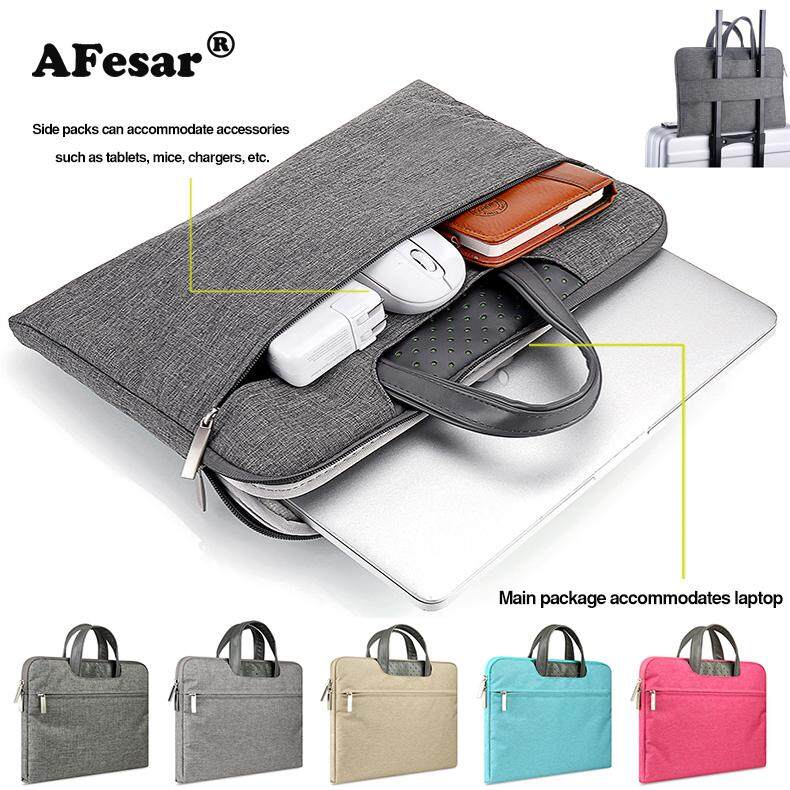 AFesar®
Side packs can accommodate accessories
such as tablets, mice, chargers, etc.
Main package accommodates laptop